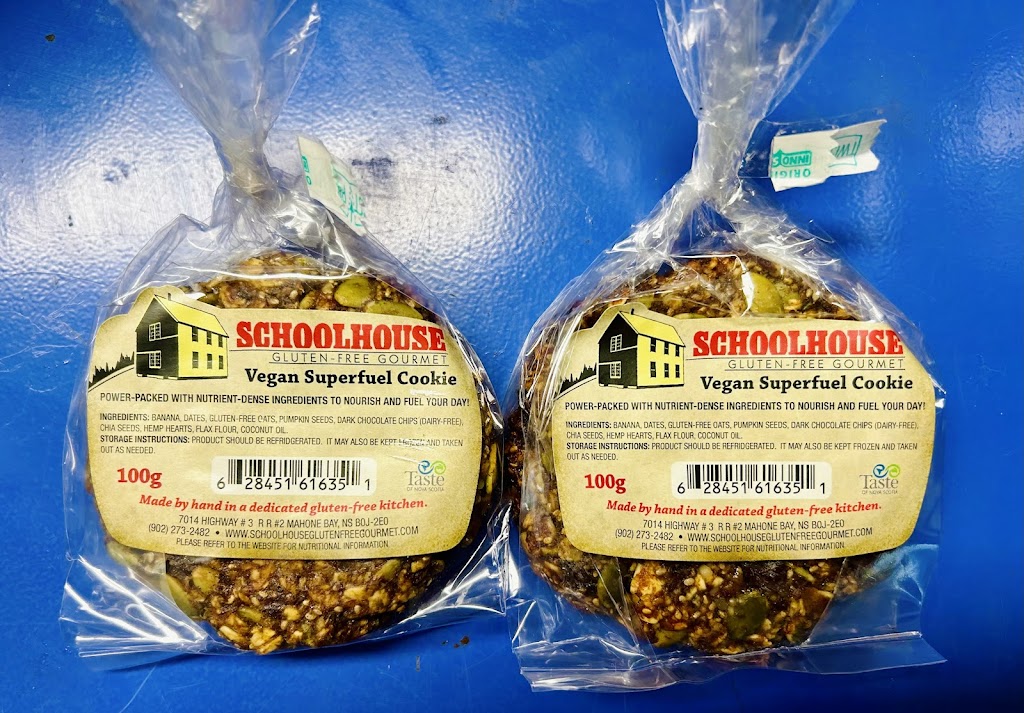 SCHOOLHOUSE
GLUTEN-FREE GOURMET
Vegan Superfuel Cookie
POWER-PACKED WITH NUTRIENT-DENSE INGREDIENTS TO NOURISH AND FUEL YOUR DAY!
INGREDIENTS: BANANA, DATES, GLUTEN-FREE OATS, PUMPKIN SEEDS, DARK CHOCOLATE CHIPS (DAIRY-FREE),
CHIA SEEDS, HEMP HEARTS, FLAX FLOUR, COCONUT OIL.
STORAGE INSTRUCTIONS: PRODUCT SHOULD BE REFRIDGERATED. IT MAY ALSO BE KEPT FROZEN AND TAKEN
OUT AS NEEDED.
100g
6 28451 61635 1
Taste
OF NOVA SCOTIA
Made by hand in a dedicated gluten-free kitchen.
7014 HIGHWAY # 3 R R #2 MAHONE BAY, NS B0J-2E0
(902) 273-2482 • WWW.SCHOOLHOUSEGLUTENFREEGOURMET.COM
PLEASE REFER TO THE WEBSITE FOR NUTRITIONAL INFORMATION
ORIGI
SCHOOLHOUSE
GLUTEN-FREE GOURMET
Vegan Superfuel Cookie
POWER-PACKED WITH NUTRIENT-DENSE INGREDIENTS TO NOURISH AND FUEL YOUR DAY!
INGREDIENTS: BANANA, DATES, GLUTEN-FREE OATS, PUMPKIN SEEDS, DARK CHOCOLATE CHIPS (DAIRY-FREE),
CHIA SEEDS, HEMP HEARTS, FLAX FLOUR, COCONUT OIL.
STORAGE INSTRUCTIONS: PRODUCT SHOULD BE REFRIDGERATED. IT MAY ALSO BE KEPT FROZEN AND TAKEN
OUT AS NEEDED.
100g
6 28451 61635 1
Taste
OF NOVA SCOTIA
Made by hand in a dedicated gluten-free kitchen.
7014 HIGHWAY # 3 R R #2 MAHONE BAY, NS B0J-2E0
(902) 273-2482 • WWW.SCHOOLHOUSEGLUTENFREEGOURMET.COM
PLEASE REFER TO THE WEBSITE FOR NUTRITIONAL INFORMATION